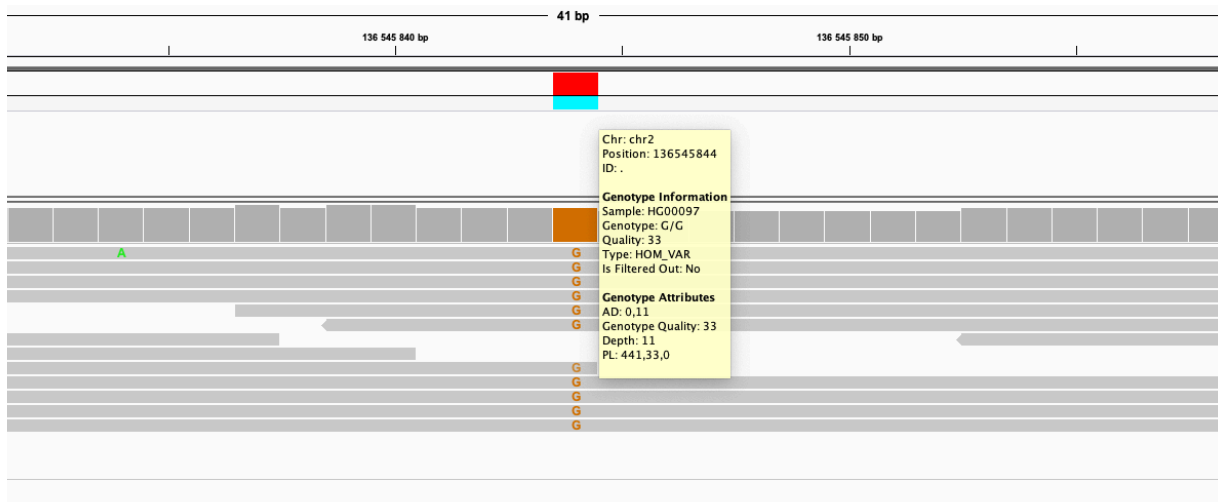 41 bp
136 545 840 bp 136 545 850 bp
Chr: chr2
Position: 136545844
ID: .
Genotype Information
Sample: HG00097
Genotype: G/G
Quality: 33
Type: HOM_VAR
Is Filtered Out: No
Genotype Attributes
AD: 0,11
Genotype Quality: 33
Depth: 11
PL: 441,33,0
A G
G
G
G
G
G
G
G
G
G
G